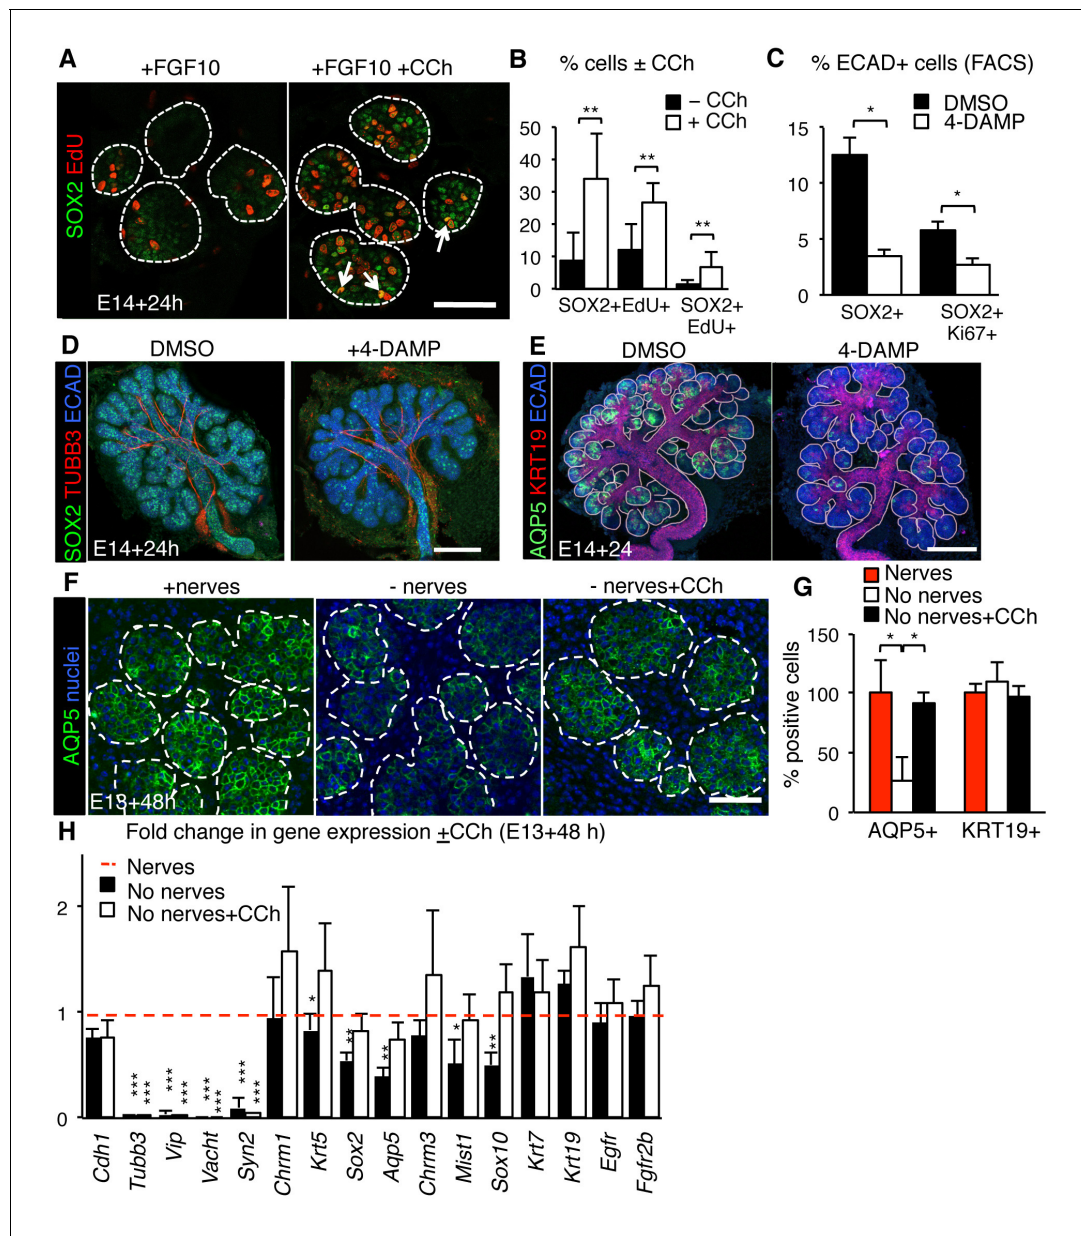 A
+FGF10
+FGF10 +CCh
SOX2 EdU
E14+24h
B
% cells ± CCh
− CCh
+ CCh
50
40
30
20
10
0
**
**
**
SOX2+
EdU+
SOX2+
EdU+
C
% ECAD+ cells (FACS)
DMSO
4-DAMP
15
10
5
0
*
*
SOX2+
SOX2+
Ki67+
D
DMSO
+4-DAMP
SOX2 TUBB3 ECAD
E14+24h
E
DMSO
4-DAMP
AQP5 KRT19 ECAD
E14+24
F
+nerves
- nerves
- nerves+CCh
AQP5 nuclei
E13+48h
G
Nerves
No nerves
No nerves+CCh
% positive cells
150
100
50
0
*
*
AQP5+
KRT19+
H
Fold change in gene expression ±CCh (E13+48 h)
Nerves
No nerves
No nerves+CCh
2
1
0
***
***
***
***
***
***
***
***
*
**
**
*
**
Cdh1
Tubb3
Vip
Vacht
Syn2
Chrm1
Krt5
Sox2
Aqp5
Chrm3
Mist1
Sox10
Krt7
Krt19
Egfr
Fgfr2b